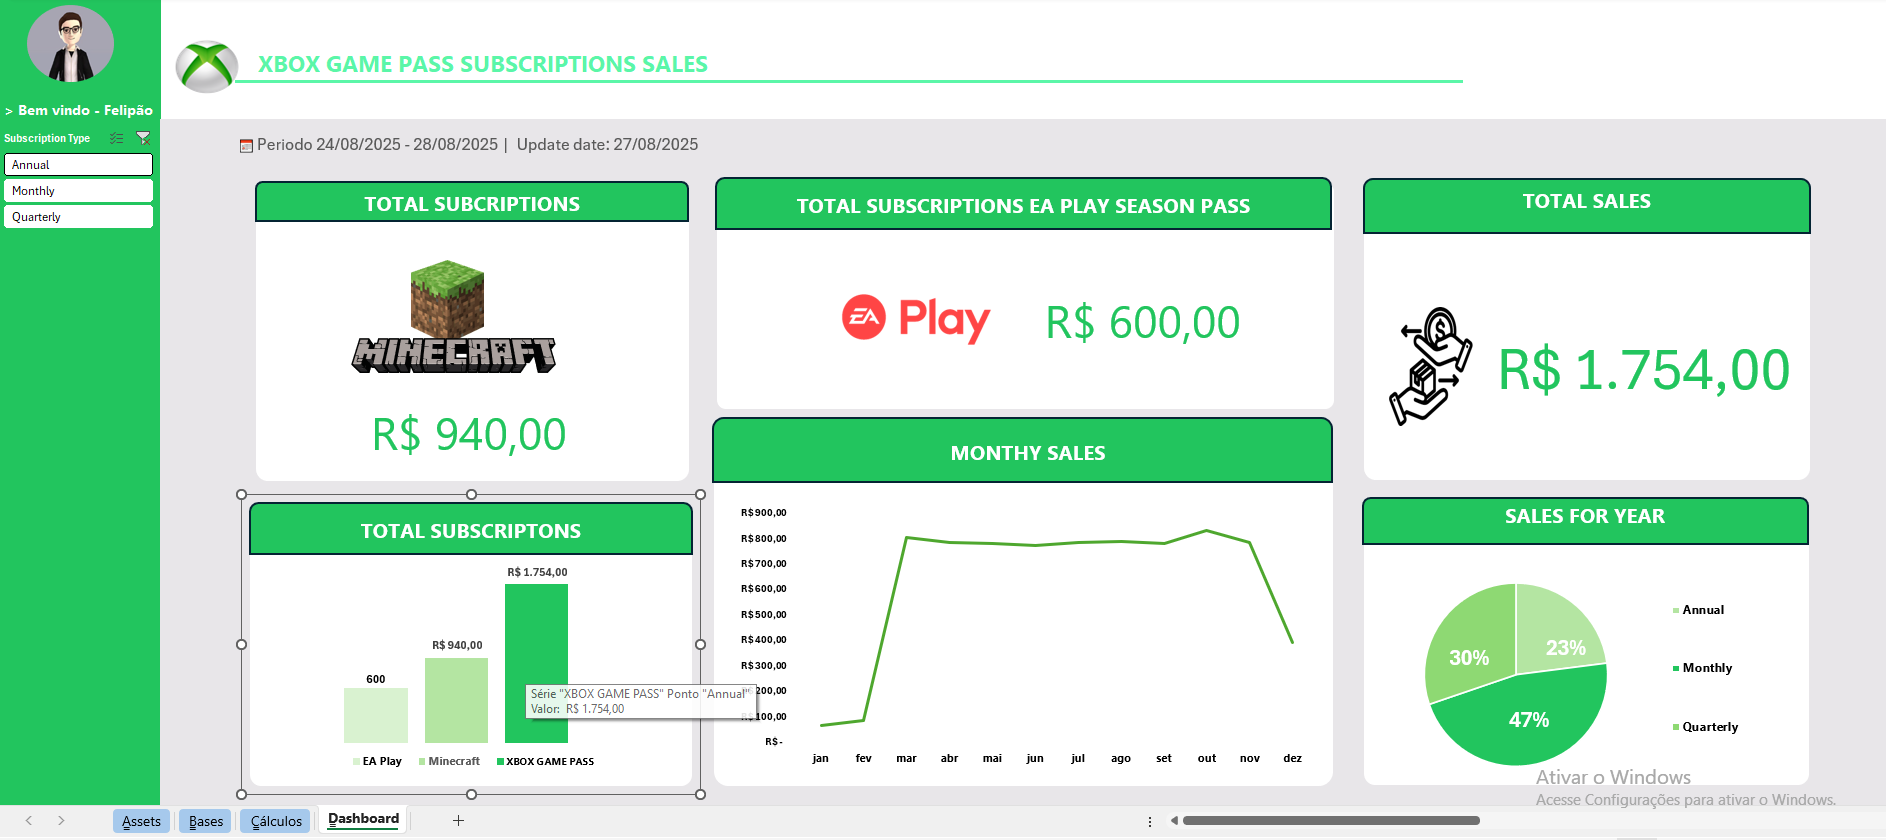 > Bem vindo - Felipão
Subscription Type
Annual
Monthly
Quarterly
XBOX GAME PASS SUBSCRIPTIONS SALES
Periodo 24/08/2025 - 28/08/2025 | Update date: 27/08/2025
TOTAL SUBCRIPTIONS
MINECRAFT
R$ 940,00
TOTAL SUBSCRIPTIONS EA PLAY SEASON PASS
EA Play
R$ 600,00
TOTAL SALES
R$ 1.754,00
TOTAL SUBSCRIPTONS
R$ 1.754,00
R$ 940,00
600
Série "XBOX GAME PASS" Ponto "Annual"
Valor: R$ 1.754,00
EA Play
Minecraft
XBOX GAME PASS
MONTHY SALES
R$900,00
R$800,00
R$700,00
R$600,00
R$500,00
R$400,00
R$300,00
R$200,00
R$100,00
R$-
jan fev mar abr mai jun jul ago set out nov dez
SALES FOR YEAR
30%
23%
47%
Annual
Monthly
Quarterly
Ativar o Windows
Acesse Configurações para ativar o Windows.
Assets Bases Cálculos Dashboard